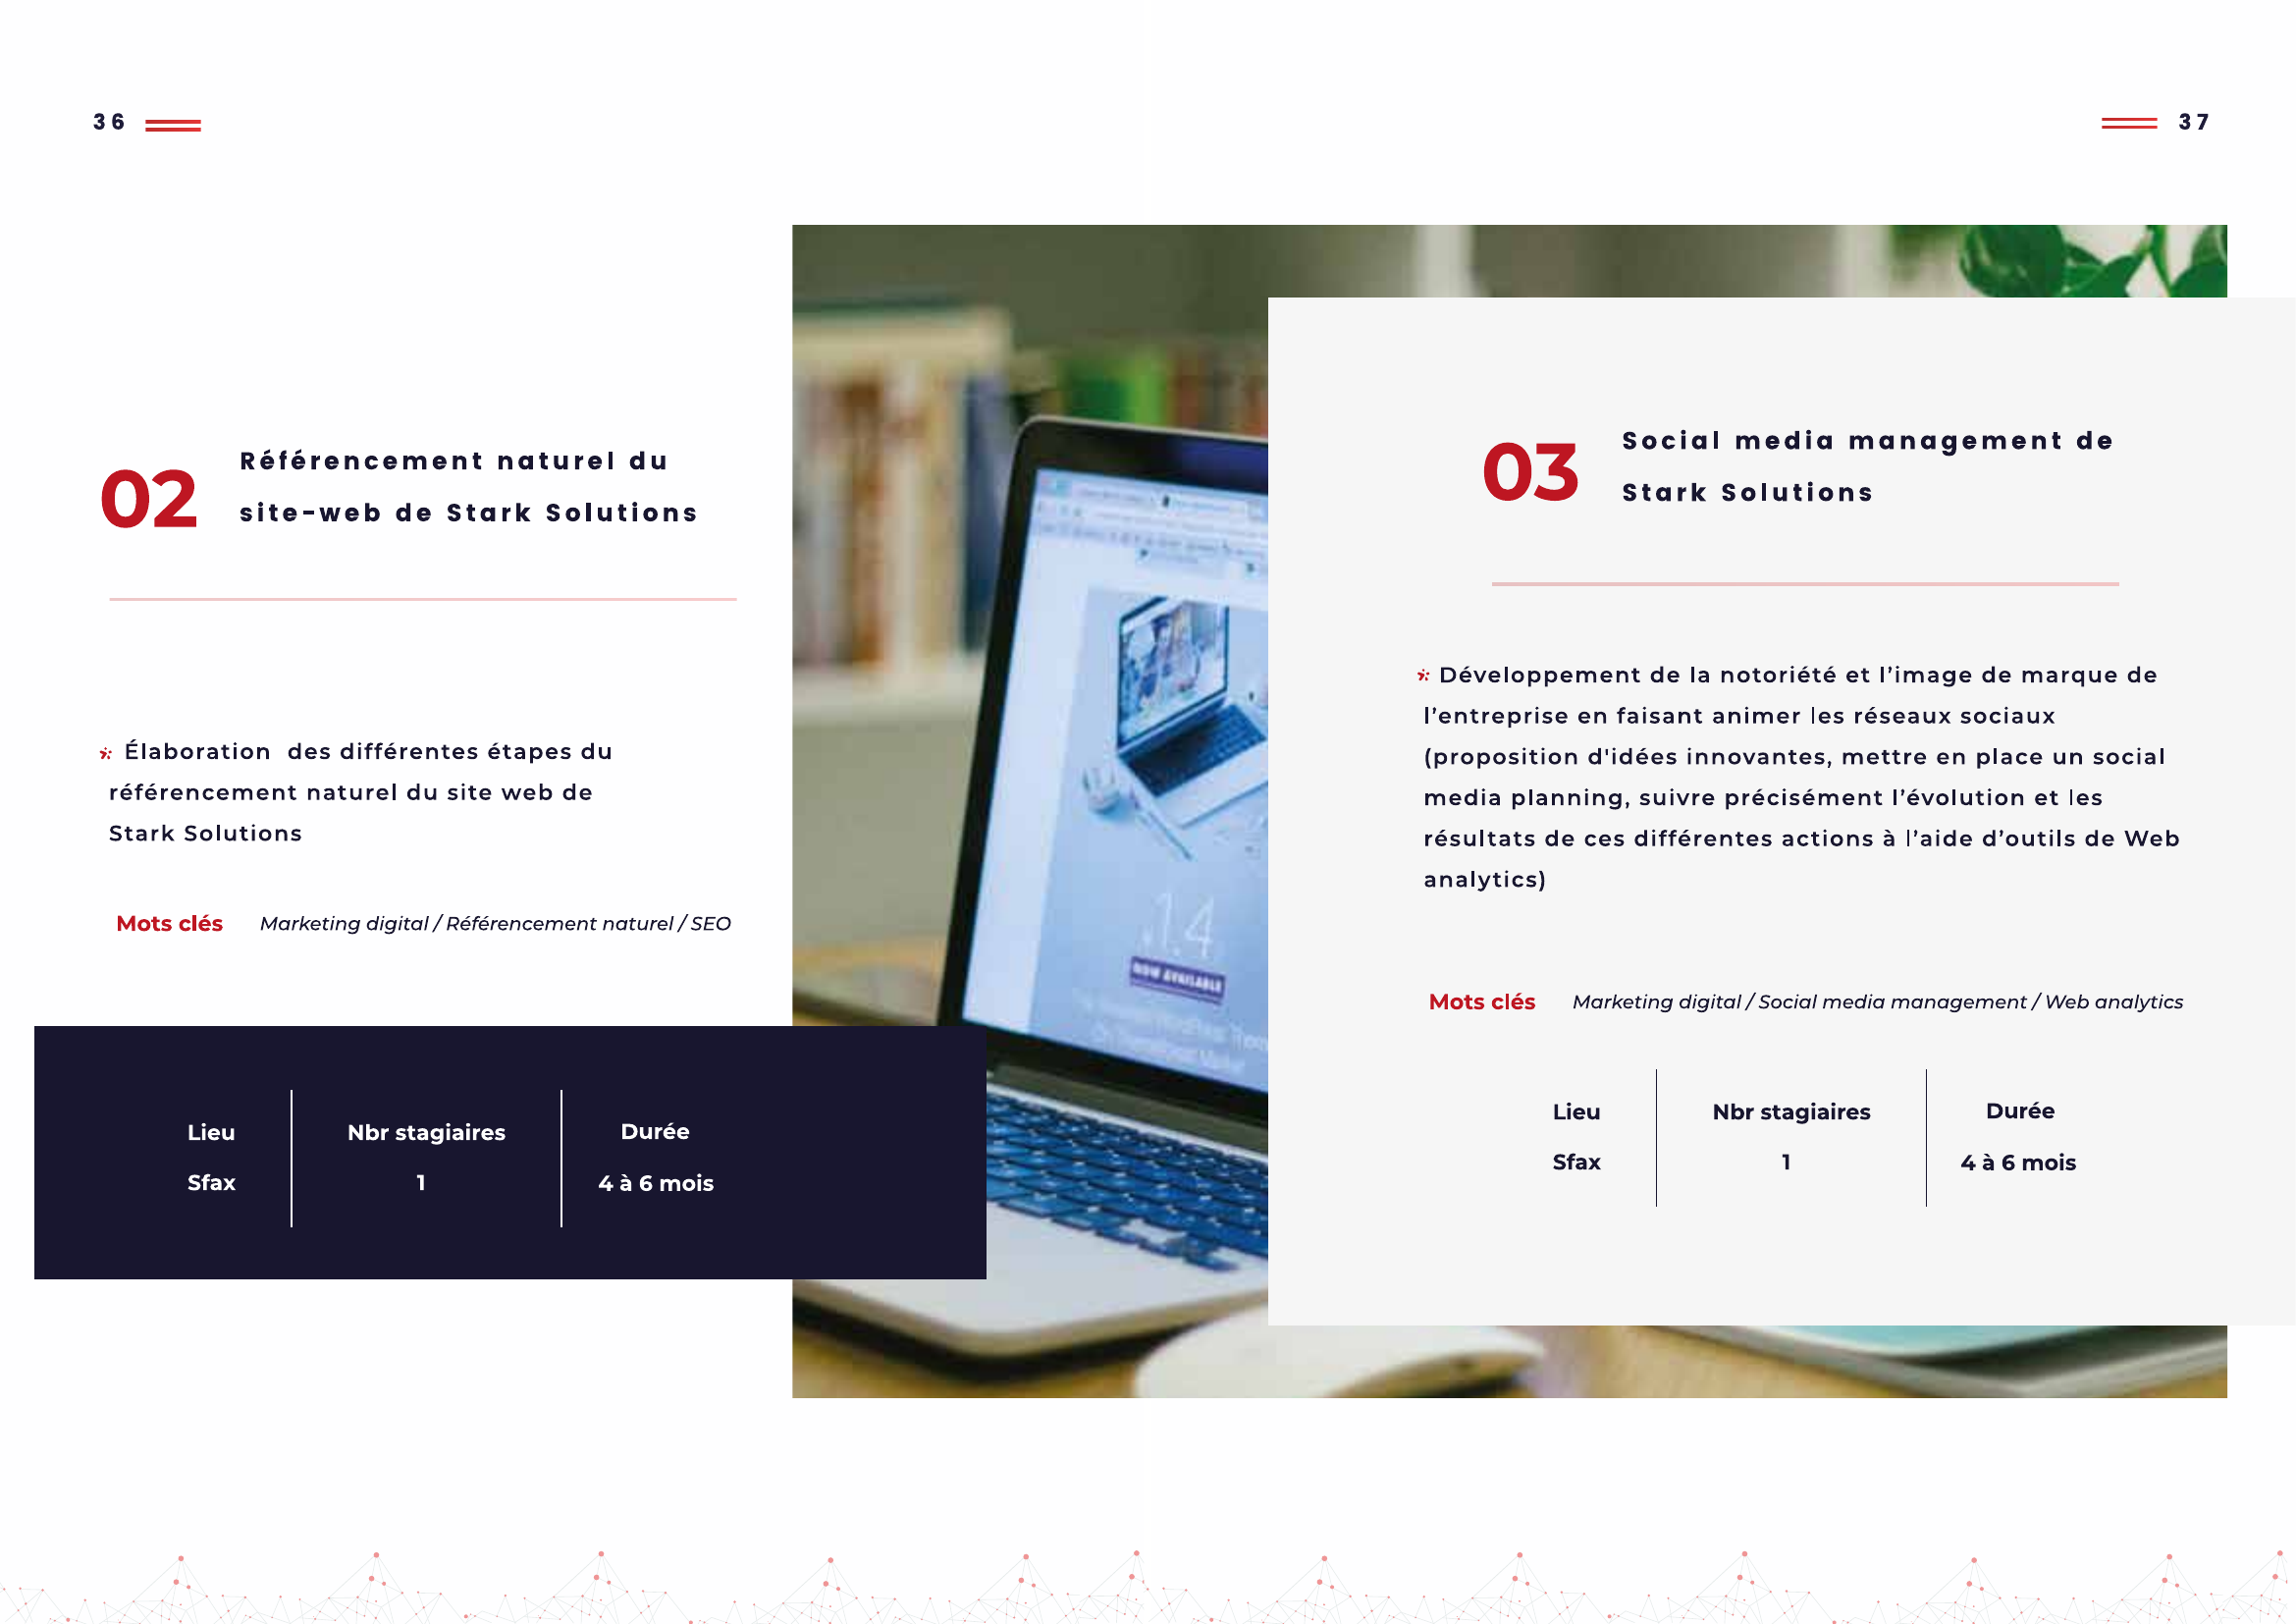 36
37
02
Référencement naturel du
site-web de Stark Solutions
Élaboration des différentes étapes du
référencement naturel du site web de
Stark Solutions
Mots clés Marketing digital / Référencement naturel / SEO
Lieu Nbr stagiaires Durée
Sfax 1 4 à 6 mois
1.4
NOW AVAILABLE
03
Social media management de
Stark Solutions
Développement de la notoriété et l’image de marque de
l’entreprise en faisant animer les réseaux sociaux
(proposition d'idées innovantes, mettre en place un social
media planning, suivre précisément l’évolution et les
résultats de ces différentes actions à l’aide d’outils de Web
analytics)
Mots clés Marketing digital / Social media management / Web analytics
Lieu Nbr stagiaires Durée
Sfax 1 4 à 6 mois